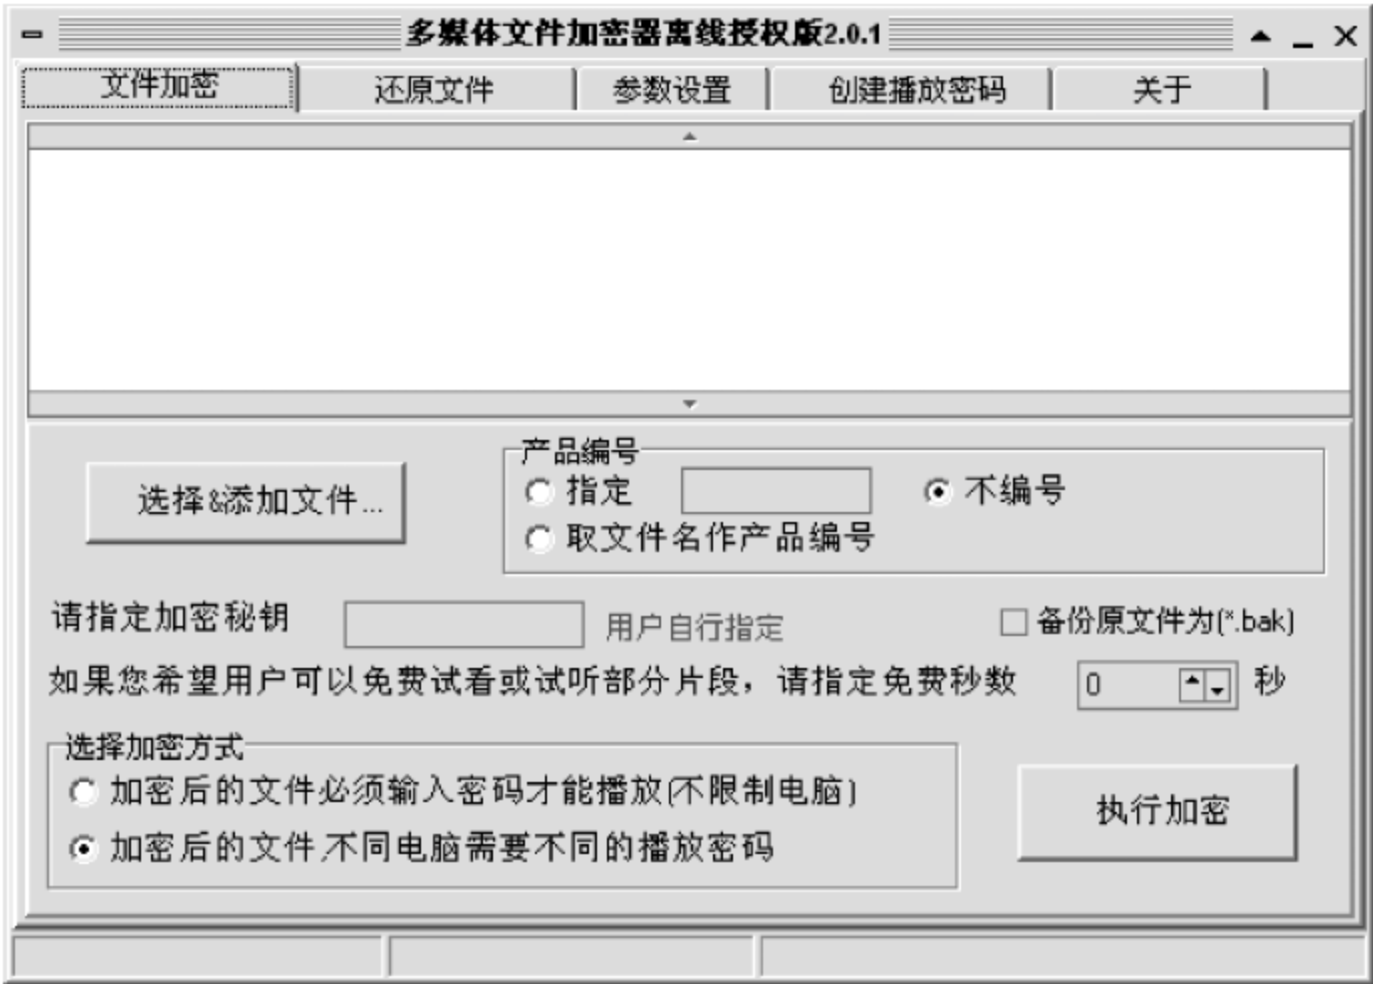 多媒体文件加密器离线授权版2.0.1
文件加密 还原文件 参数设置 创建播放密码 关于
产品编号
选择&添加文件... 指定 不编号
取文件名作产品编号
请指定加密秘钥 用户自行指定 备份原文件为(*.bak)
如果您希望用户可以免费试看或试听部分片段，请指定免费秒数 0 秒
选择加密方式
加密后的文件必须输入密码才能播放(不限制电脑)
执行加密
加密后的文件,不同电脑需要不同的播放密码